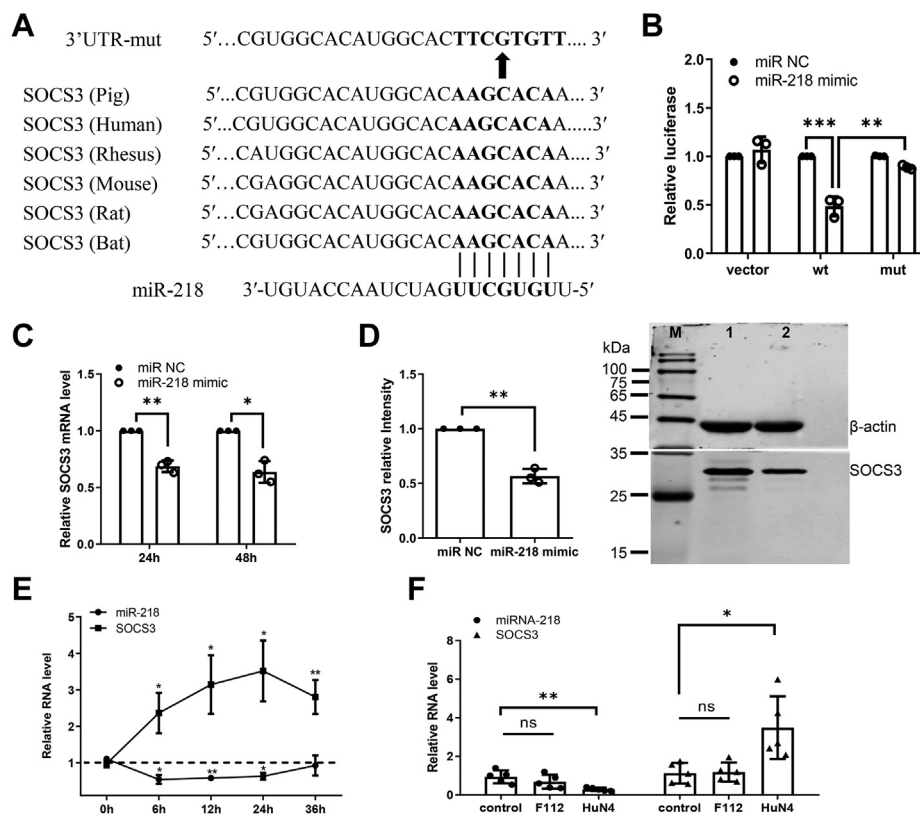 A
3′UTR-mut 5′…CGUGGCACAUGGCACTTCGTGTT.... 3′
SOCS3 (Pig) 5′...CGUGGCACAUGGCACAAGCACAA... 3′
SOCS3 (Human) 5′...CGUGGCACAUGGCACAAGCACAA.....3′
SOCS3 (Rhesus) 5′... CAUGGCACAUGGCACAAGCACAA.... 3′
SOCS3 (Mouse) 5′... CGAGGCACAUGGCACAAGCACAA... 3′
SOCS3 (Rat) 5′... CGAGGCACAUGGCACAAGCACAA... 3′
SOCS3 (Bat) 5′... CGUGGCACAUGGCACAAGCACAA... 3′
miR-218 3′-UGUACCAAUCUAGUUCGUGUU-5′
B
miR NC
miR-218 mimic
Relative luciferase
2.0
1.5
1.0
0.5
0.0
*** **
vector wt mut
C
miR NC
miR-218 mimic
Relative SOCS3 mRNA level
1.5
1.0
0.5
0.0
** *
24h 48h
D
SOCS3 relative Intensity
1.5
1.0
0.5
0.0
**
miR NC miR-218 mimic
kDa M 1 2
100
75
65
45
35
25
15
β-actin
SOCS3
E
miR-218
SOCS3
Relative RNA level
5
4
3
2
1
0
* * * **
* ** *
0h 6h 12h 24h 36h
F
miRNA-218
SOCS3
Relative RNA level
8
6
4
2
0
** *
ns ns
control F112 HuN4 control F112 HuN4